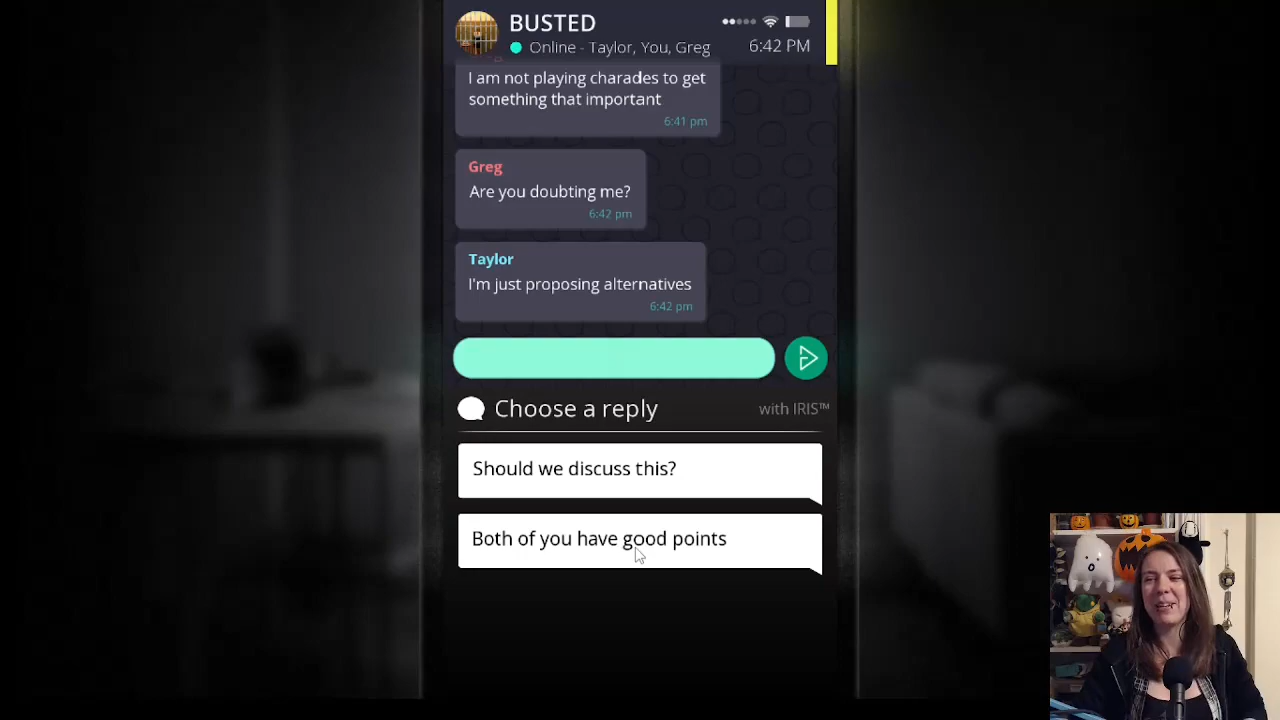 BUSTED
Online - Taylor, You, Greg
6:42 PM
I am not playing charades to get
something that important
6:41 pm
Greg
Are you doubting me?
6:42 pm
Taylor
I'm just proposing alternatives
6:42 pm
Choose a reply
with IRIS™
Should we discuss this?
Both of you have good points